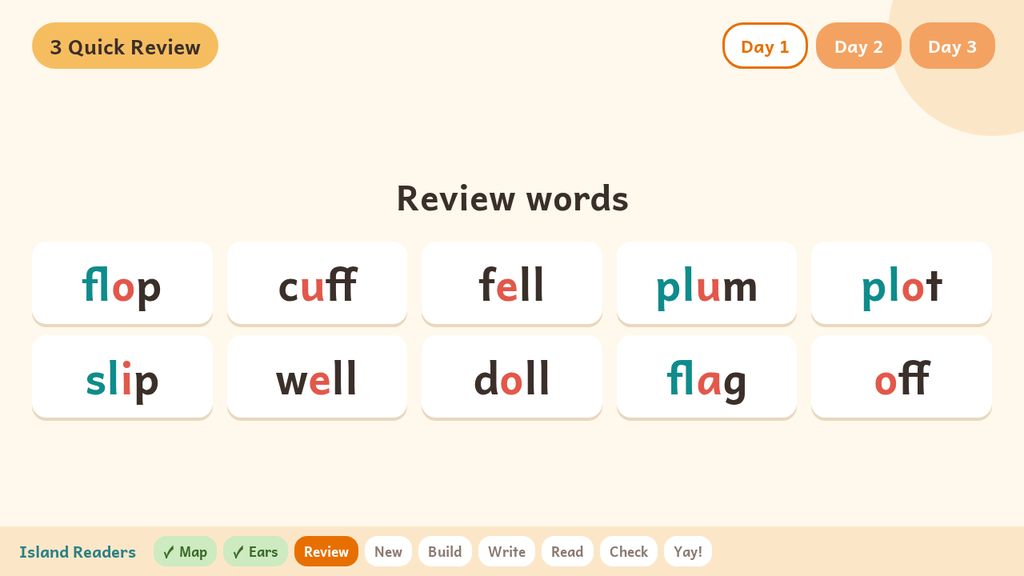 3 Quick Review
Day 1 Day 2 Day 3
Review words
flop cuff fell plum plot
slip well doll flag off
Island Readers ✓ Map ✓ Ears Review New Build Write Read Check Yay!